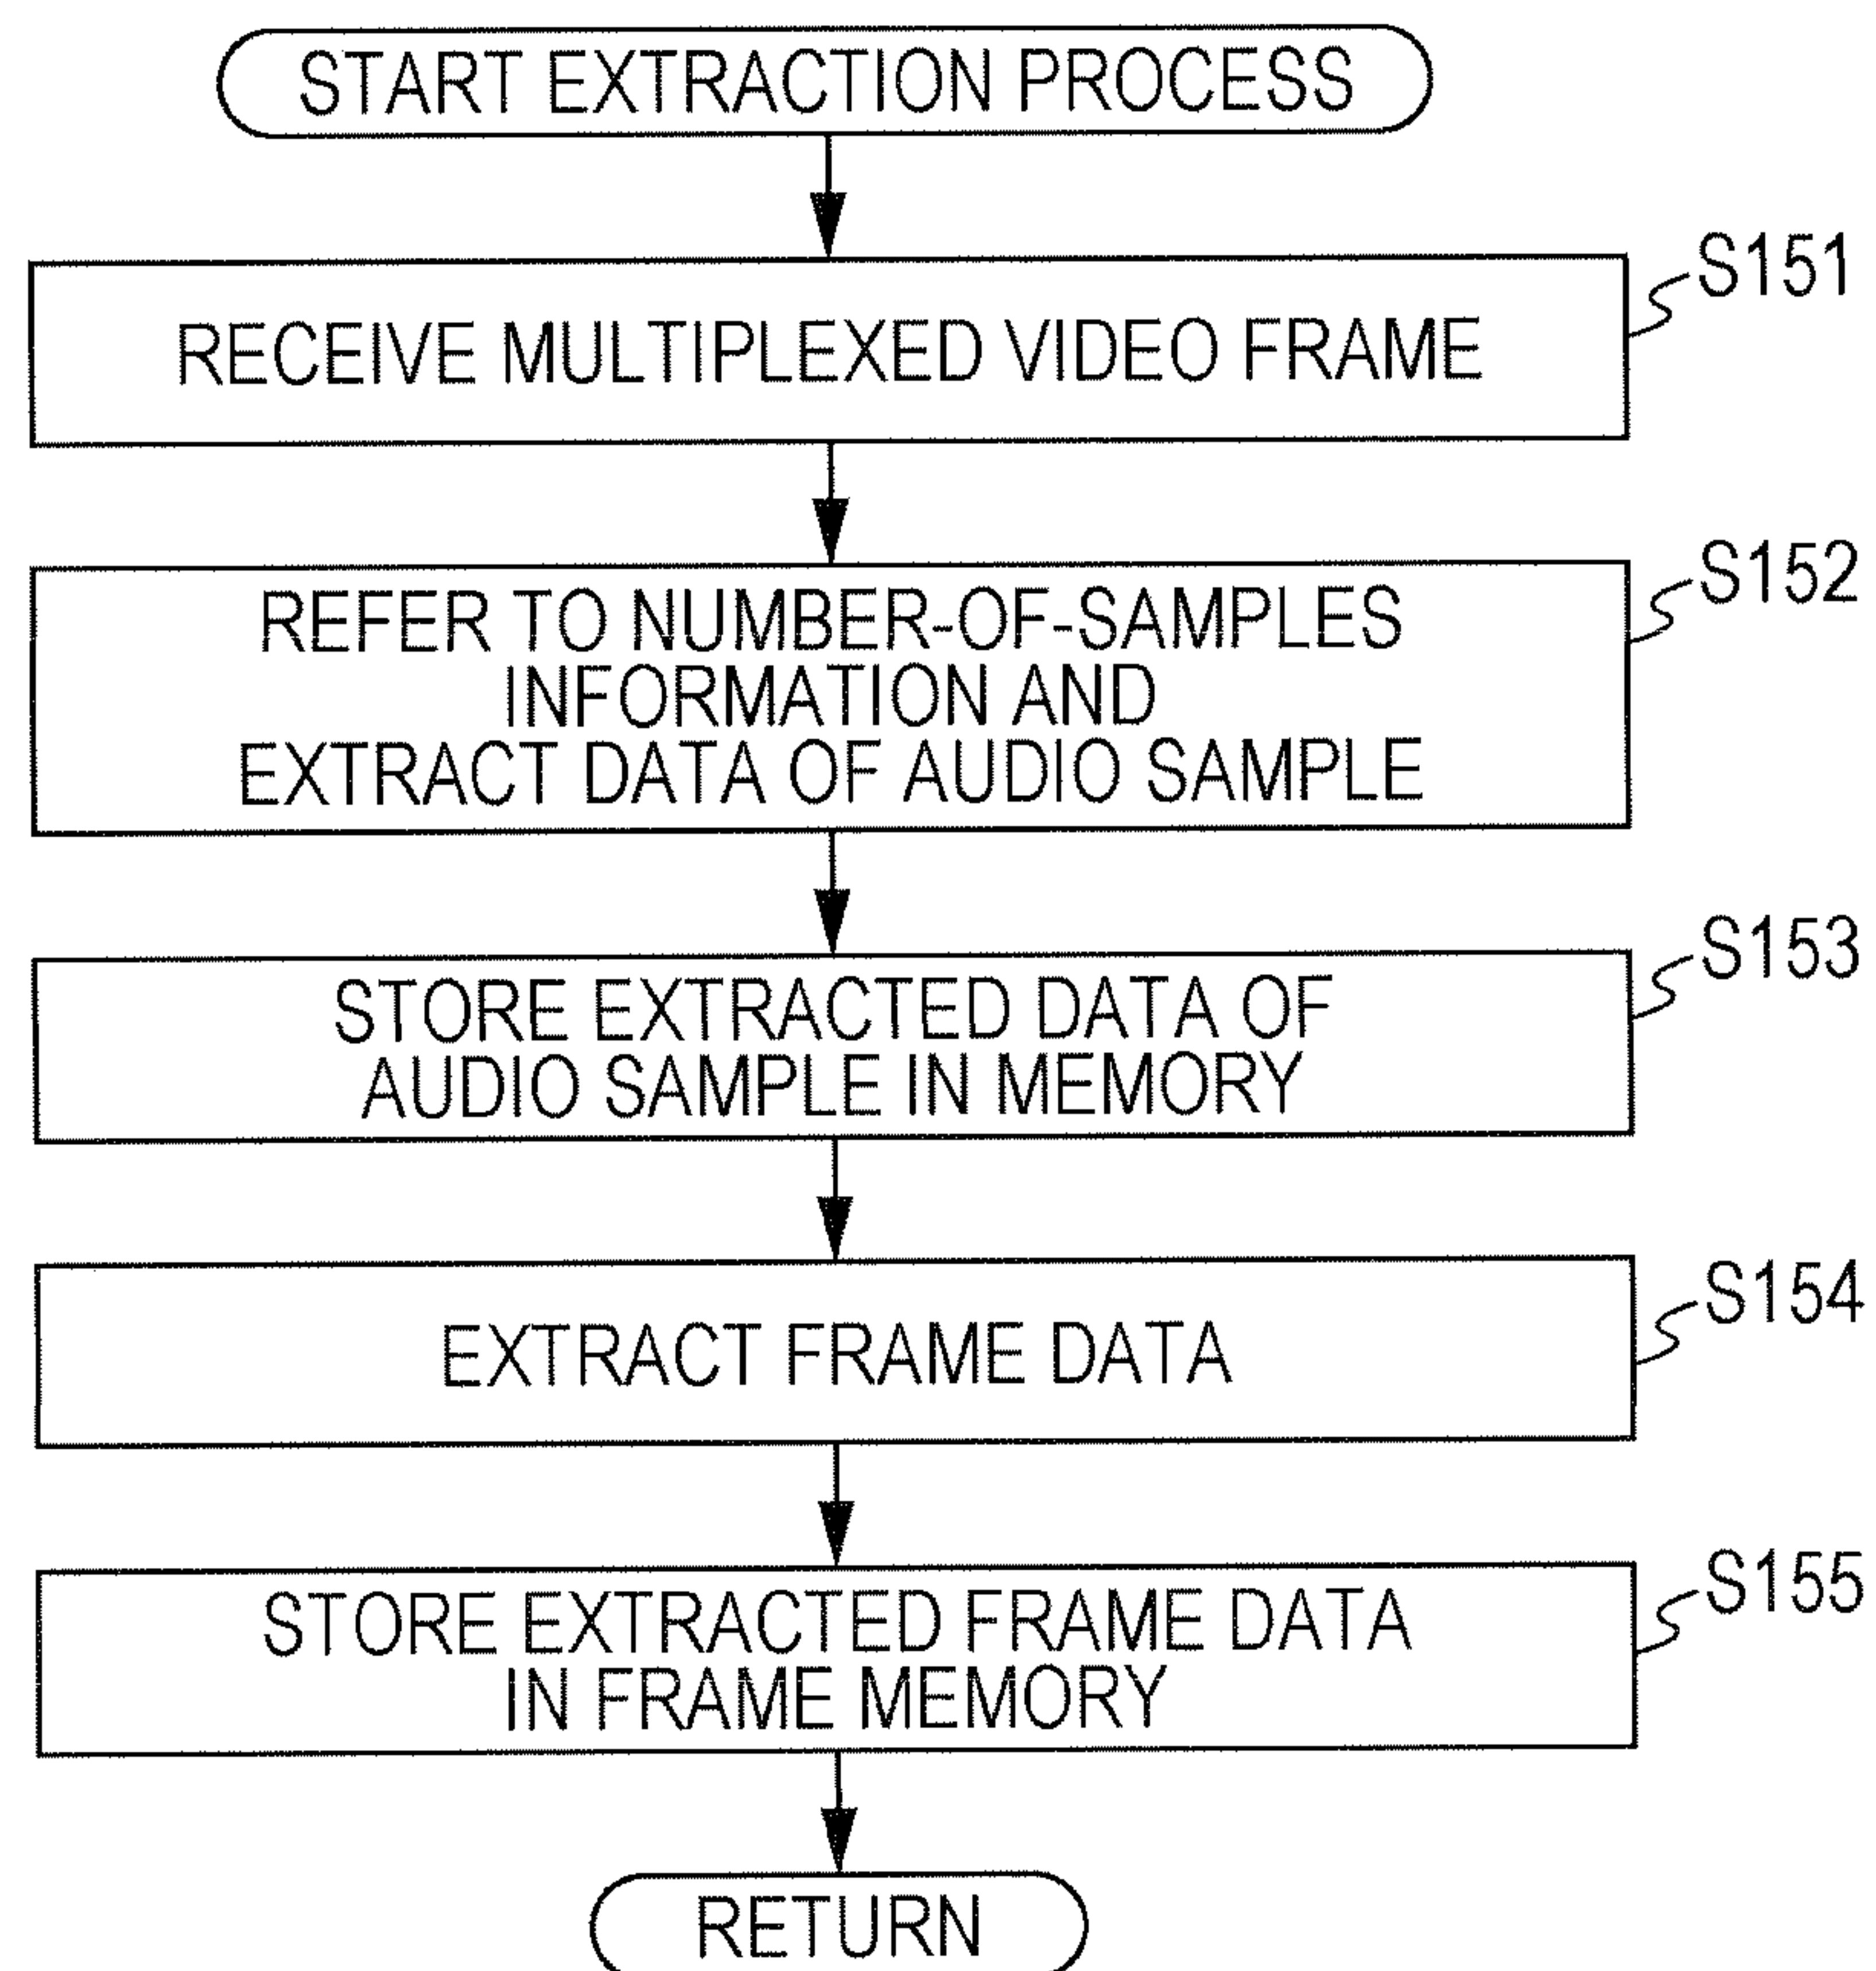 START EXTRACTION PROCESS
S151
RECEIVE MULTIPLEXED VIDEO FRAME
S152
REFER TO NUMBER-OF-SAMPLES
INFORMATION AND
EXTRACT DATA OF AUDIO SAMPLE
S153
STORE EXTRACTED DATA OF
AUDIO SAMPLE IN MEMORY
S154
EXTRACT FRAME DATA
S155
STORE EXTRACTED FRAME DATA
IN FRAME MEMORY
RETURN